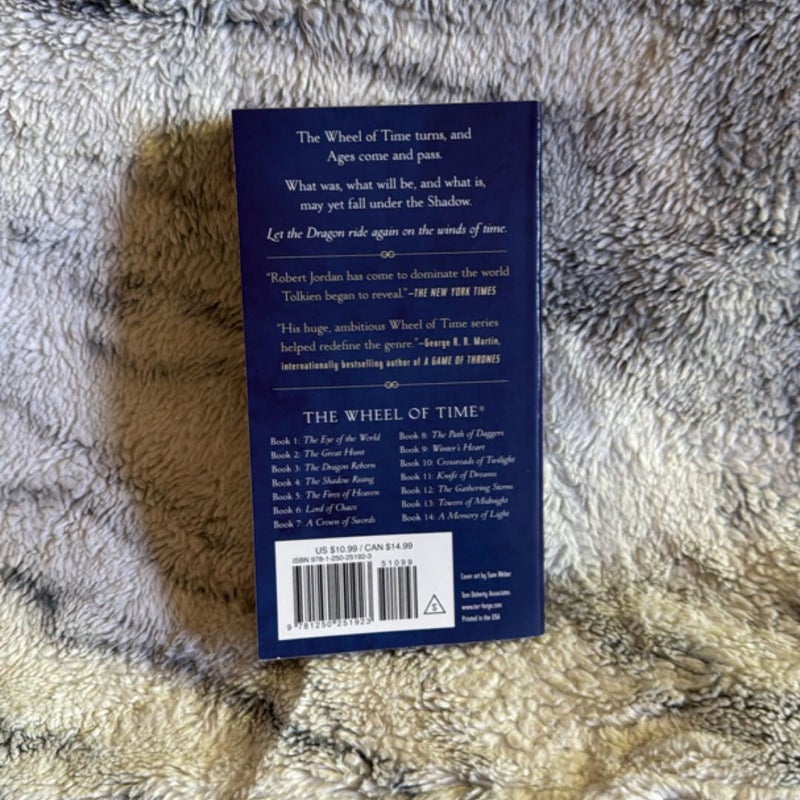 The Wheel of Time turns, and
Ages come and pass.
What was, what will be, and what is,
may yet fall under the Shadow.
Let the Dragon ride again on the winds of time.
“Robert Jordan has come to dominate the world
Tolkien began to reveal.”–THE NEW YORK TIMES
“His huge, ambitious Wheel of Time series
helped redefine the genre.”–George R. R. Martin,
internationally bestselling author of A GAME OF THRONES
THE WHEEL OF TIME®
Book 1: The Eye of the World
Book 2: The Great Hunt
Book 3: The Dragon Reborn
Book 4: The Shadow Rising
Book 5: The Fires of Heaven
Book 6: Lord of Chaos
Book 7: A Crown of Swords
Book 8: The Path of Daggers
Book 9: Winter’s Heart
Book 10: Crossroads of Twilight
Book 11: Knife of Dreams
Book 12: The Gathering Storm
Book 13: Towers of Midnight
Book 14: A Memory of Light
US $10.99 / CAN $14.99
ISBN 978-1-250-25192-3
51099
9 781250 251923
S
Cover art by Sam Weber
Tom Doherty Associates
www.tor-forge.com
Printed in the USA